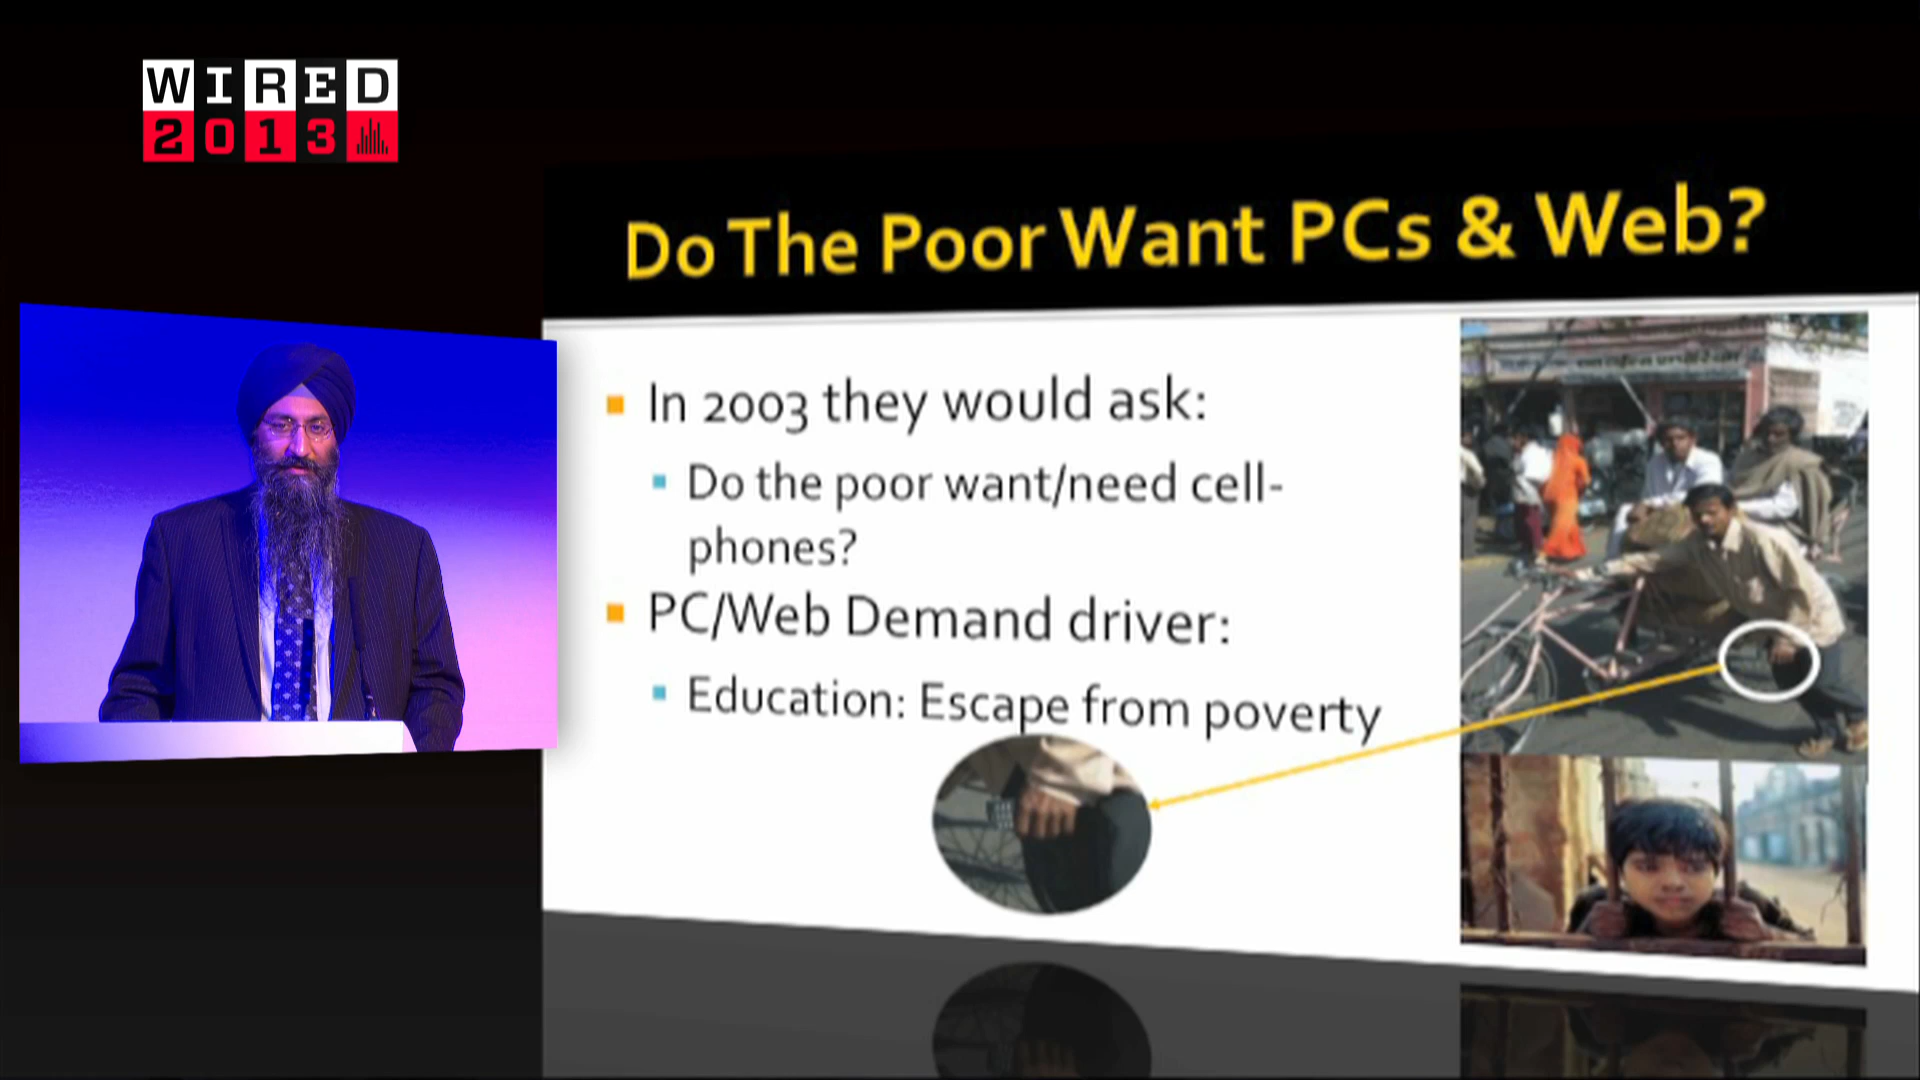 WIRED
2013
Do The Poor Want PCs & Web?
In 2003 they would ask:
Do the poor want/need cell-
phones?
PC/Web Demand driver:
Education: Escape from poverty